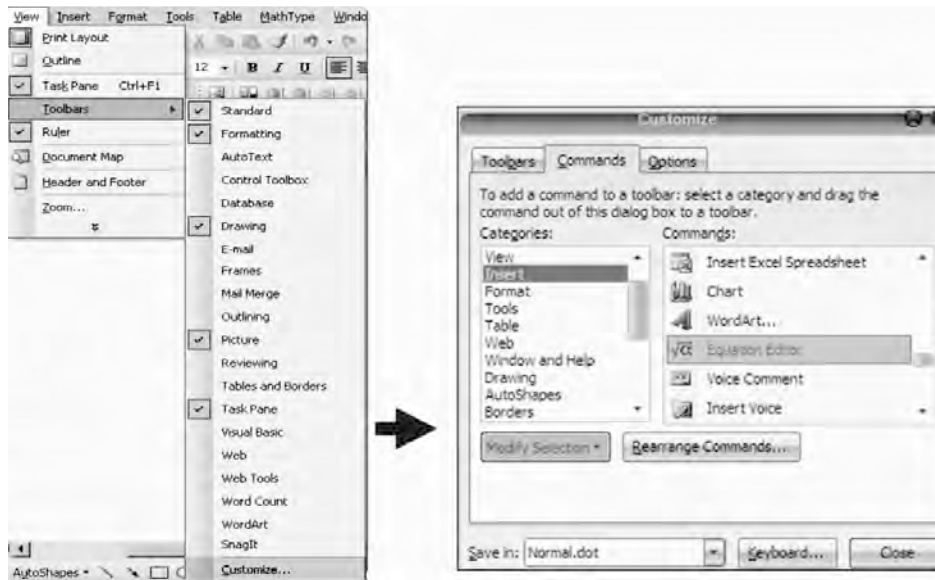 View Insert Format Tools Table MathType Windo
Print Layout
Outline
Task Pane Ctrl+F1
Toolbars
Ruler
Document Map
Header and Footer
Zoom...
12 B I U
Standard
Formatting
AutoText
Control Toolbox
Database
Drawing
E-mail
Frames
Mail Merge
Outlining
Picture
Reviewing
Tables and Borders
Task Pane
Visual Basic
Web
Web Tools
Word Count
WordArt
SnagIt
Customize...
AutoShapes
Customize
Toolbars Commands Options
To add a command to a toolbar: select a category and drag the
command out of this dialog box to a toolbar.
Categories:
View
Insert
Format
Tools
Table
Web
Window and Help
Drawing
AutoShapes
Borders
Commands:
Insert Excel Spreadsheet
Chart
WordArt...
√α Equation Editor
Voice Comment
Insert Voice
Modify Selection Rearrange Commands...
Save in: Normal.dot Keyboard... Close